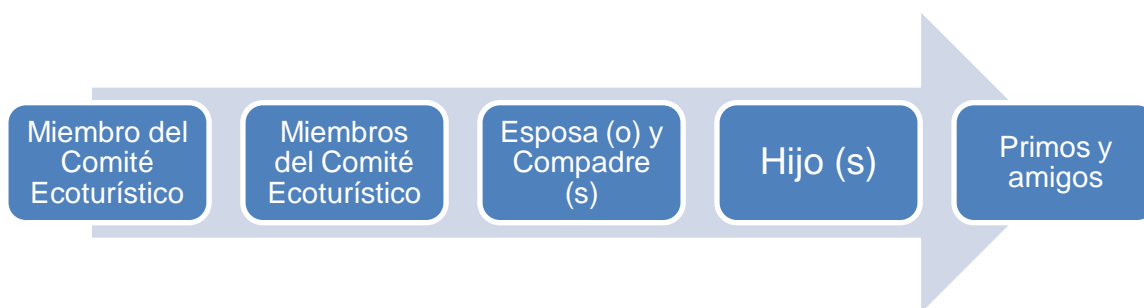 Miembro del
Comité
Ecoturístico
Miembros
del Comité
Ecoturístico
Esposa (o) y
Compadre
(s)
Hijo (s)
Primos y
amigos